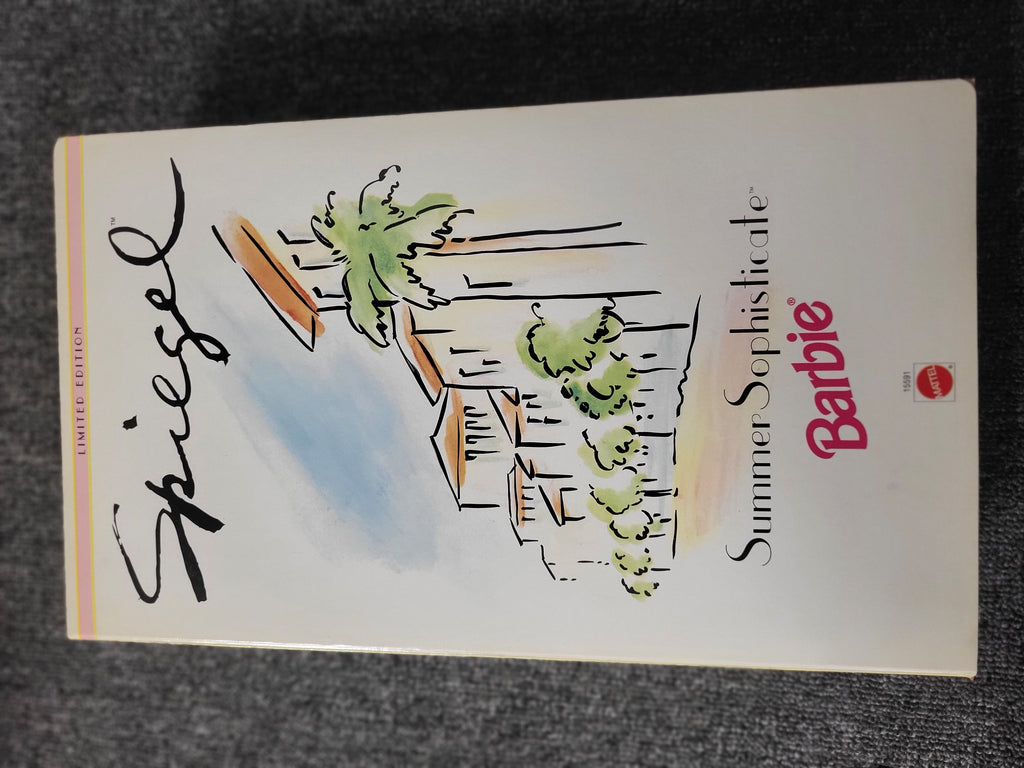 LIMITED EDITION
Spiegel™
Summer Sophisticate™
Barbie®
15591
MATTEL®